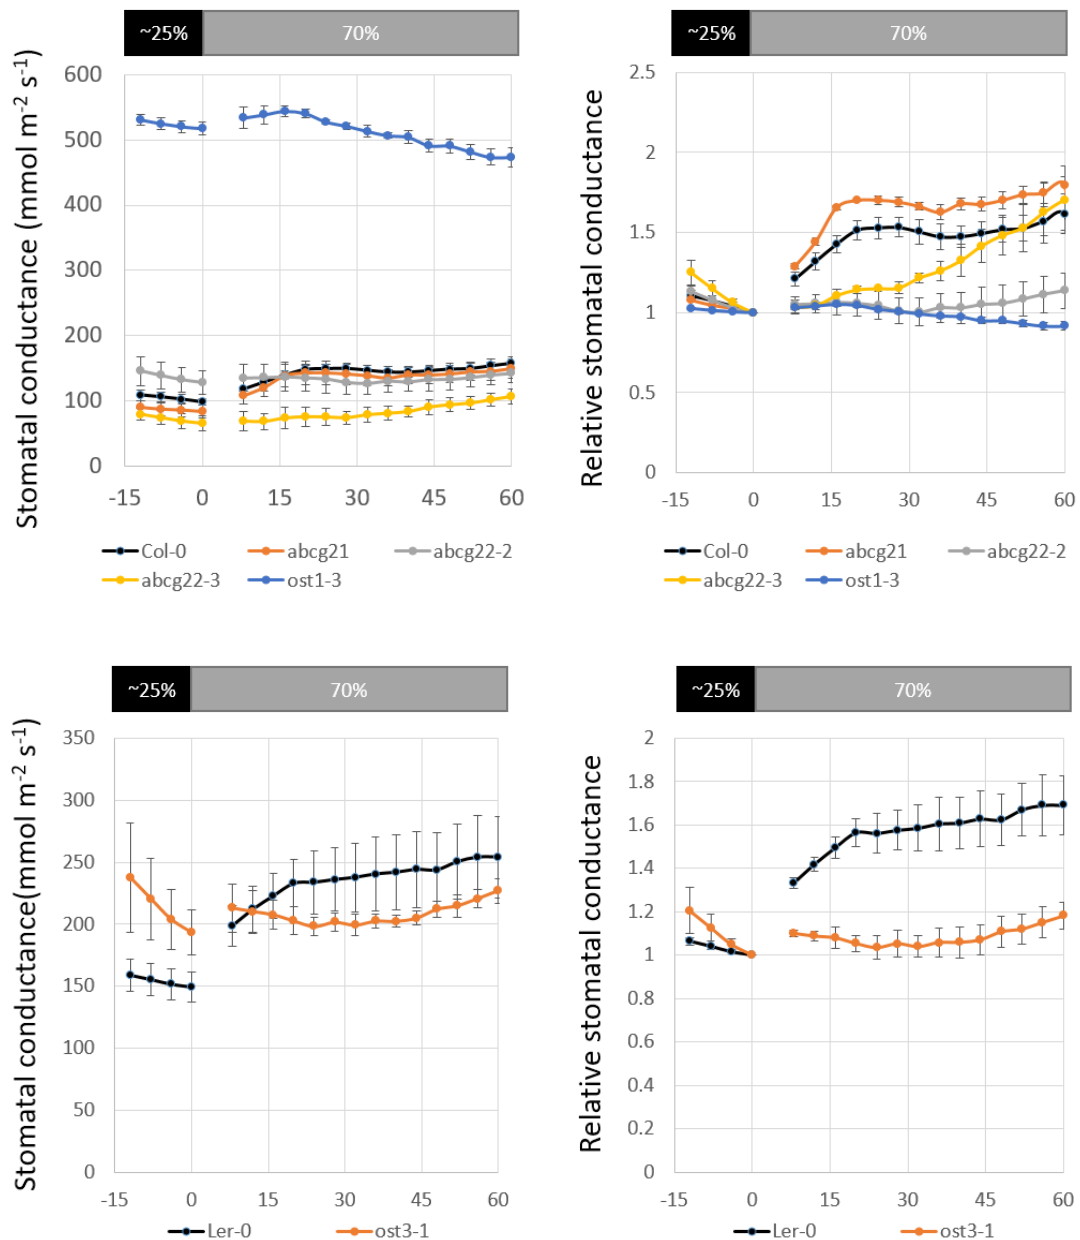 ~25% 70%
Stomatal conductance (mmol m⁻² s⁻¹)
600
500
400
300
200
100
0
-15 0 15 30 45 60
Col-0 abcg21 abcg22-2
abcg22-3 ost1-3
~25% 70%
Relative stomatal conductance
2.5
2
1.5
1
0.5
0
-15 0 15 30 45 60
Col-0 abcg21 abcg22-2
abcg22-3 ost1-3
~25% 70%
Stomatal conductance(mmol m⁻² s⁻¹)
350
300
250
200
150
100
50
0
-15 0 15 30 45 60
Ler-0 ost3-1
~25% 70%
Relative stomatal conductance
2
1.8
1.6
1.4
1.2
1
0.8
0.6
0.4
0.2
0
-15 0 15 30 45 60
Ler-0 ost3-1